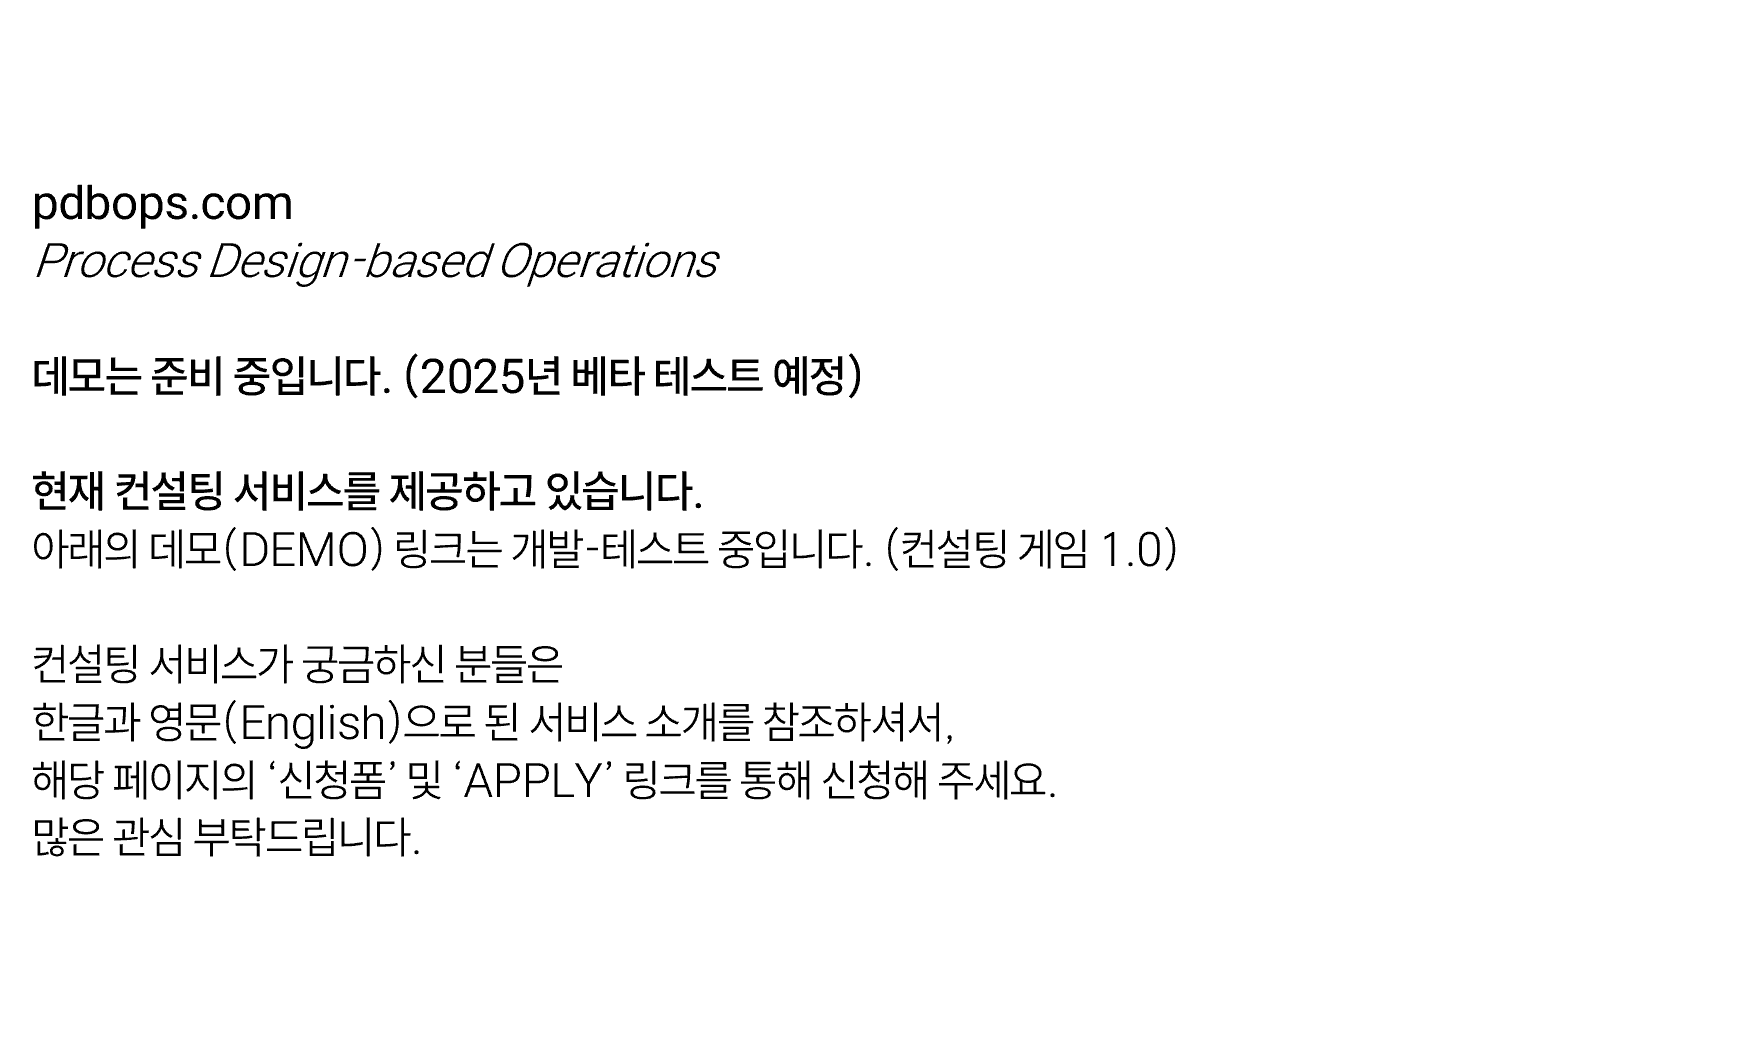 pdbops.com
Process Design-based Operations
데모는 준비 중입니다. (2025년 베타 테스트 예정)
현재 컨설팅 서비스를 제공하고 있습니다.
아래의 데모(DEMO) 링크는 개발-테스트 중입니다. (컨설팅 게임 1.0)
컨설팅 서비스가 궁금하신 분들은
한글과 영문(English)으로 된 서비스 소개를 참조하셔서,
해당 페이지의 ‘신청폼’ 및 ‘APPLY’ 링크를 통해 신청해 주세요.
많은 관심 부탁드립니다.